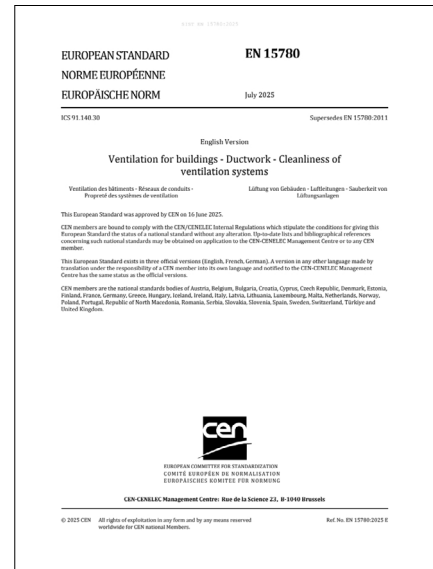 EUROPEAN STANDARD
EN 15780
NORME EUROPÉENNE
EUROPÄISCHE NORM
July 2025
ICS 91.140.30
Supersedes EN 15780:2011
English Version
Ventilation for buildings - Ductwork - Cleanliness of
ventilation systems
Ventilation des bâtiments - Réseaux de conduits -
Propreté des systèmes de ventilation
Lüftung von Gebäuden - Luftleitungen - Sauberkeit von
Lüftungsanlagen
This European Standard was approved by CEN on 16 June 2025.
CEN members are bound to comply with the CEN/CENELEC Internal Regulations which stipulate the conditions for giving this
European Standard the status of a national standard without any alteration. Up-to-date lists and bibliographical references
concerning such national standards may be obtained on application to the CEN-CENELEC Management Centre or to any CEN
member.
This European Standard exists in three official versions (English, French, German). A version in any other language made by
translation under the responsibility of a CEN member into its own language and notified to the CEN-CENELEC Management
Centre has the same status as the official versions.
CEN members are the national standards bodies of Austria, Belgium, Bulgaria, Croatia, Cyprus, Czech Republic, Denmark, Estonia,
Finland, France, Germany, Greece, Hungary, Iceland, Ireland, Italy, Latvia, Lithuania, Luxembourg, Malta, Netherlands, Norway,
Poland, Portugal, Republic of North Macedonia, Romania, Serbia, Slovakia, Slovenia, Spain, Sweden, Switzerland, Türkiye and
United Kingdom.
cen
EUROPEAN COMMITTEE FOR STANDARDIZATION
COMITÉ EUROPÉEN DE NORMALISATION
EUROPÄISCHES KOMITEE FÜR NORMUNG
CEN-CENELEC Management Centre: Rue de la Science 23, B-1040 Brussels
© 2025 CEN
All rights of exploitation in any form and by any means reserved
worldwide for CEN national Members.
Ref. No. EN 15780:2025 E